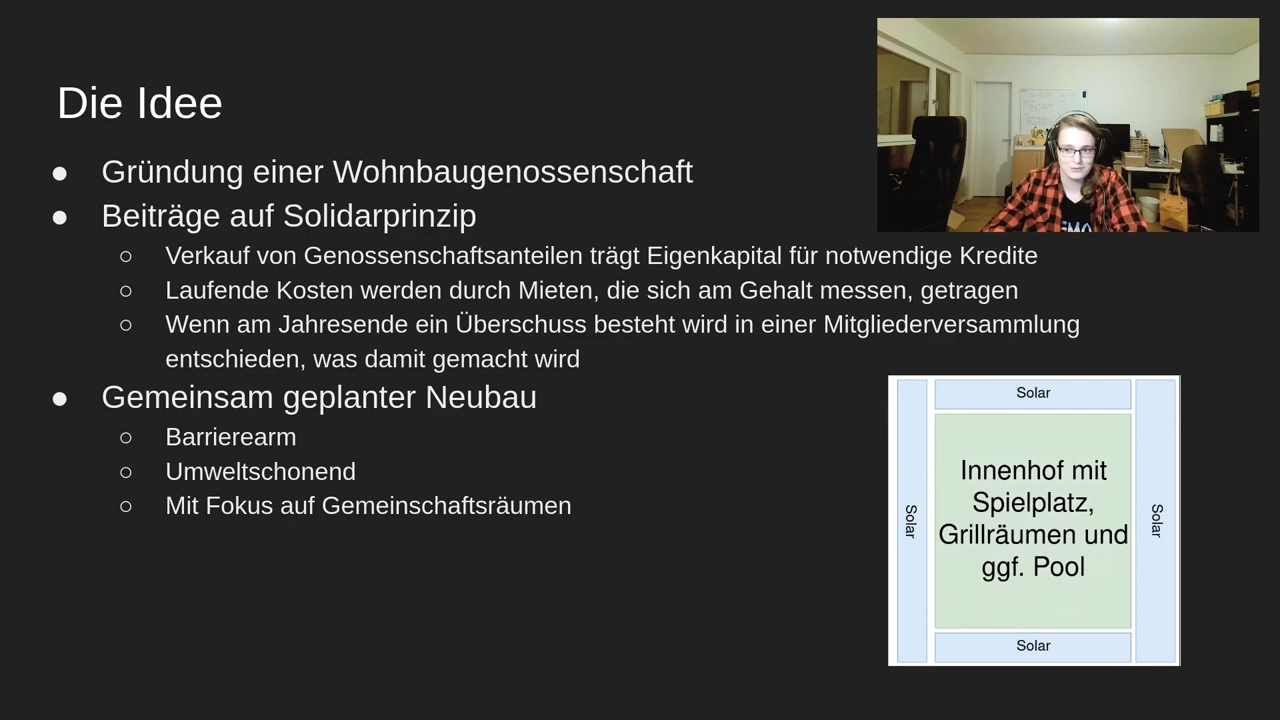 Die Idee
● Gründung einer Wohnbaugenossenschaft
● Beiträge auf Solidarprinzip
○ Verkauf von Genossenschaftsanteilen trägt Eigenkapital für notwendige Kredite
○ Laufende Kosten werden durch Mieten, die sich am Gehalt messen, getragen
○ Wenn am Jahresende ein Überschuss besteht wird in einer Mitgliederversammlung
entschieden, was damit gemacht wird
● Gemeinsam geplanter Neubau
○ Barrierearm
○ Umweltschonend
○ Mit Fokus auf Gemeinschaftsräumen
Solar
Solar
Innenhof mit
Spielplatz,
Grillräumen und
ggf. Pool
Solar
Solar